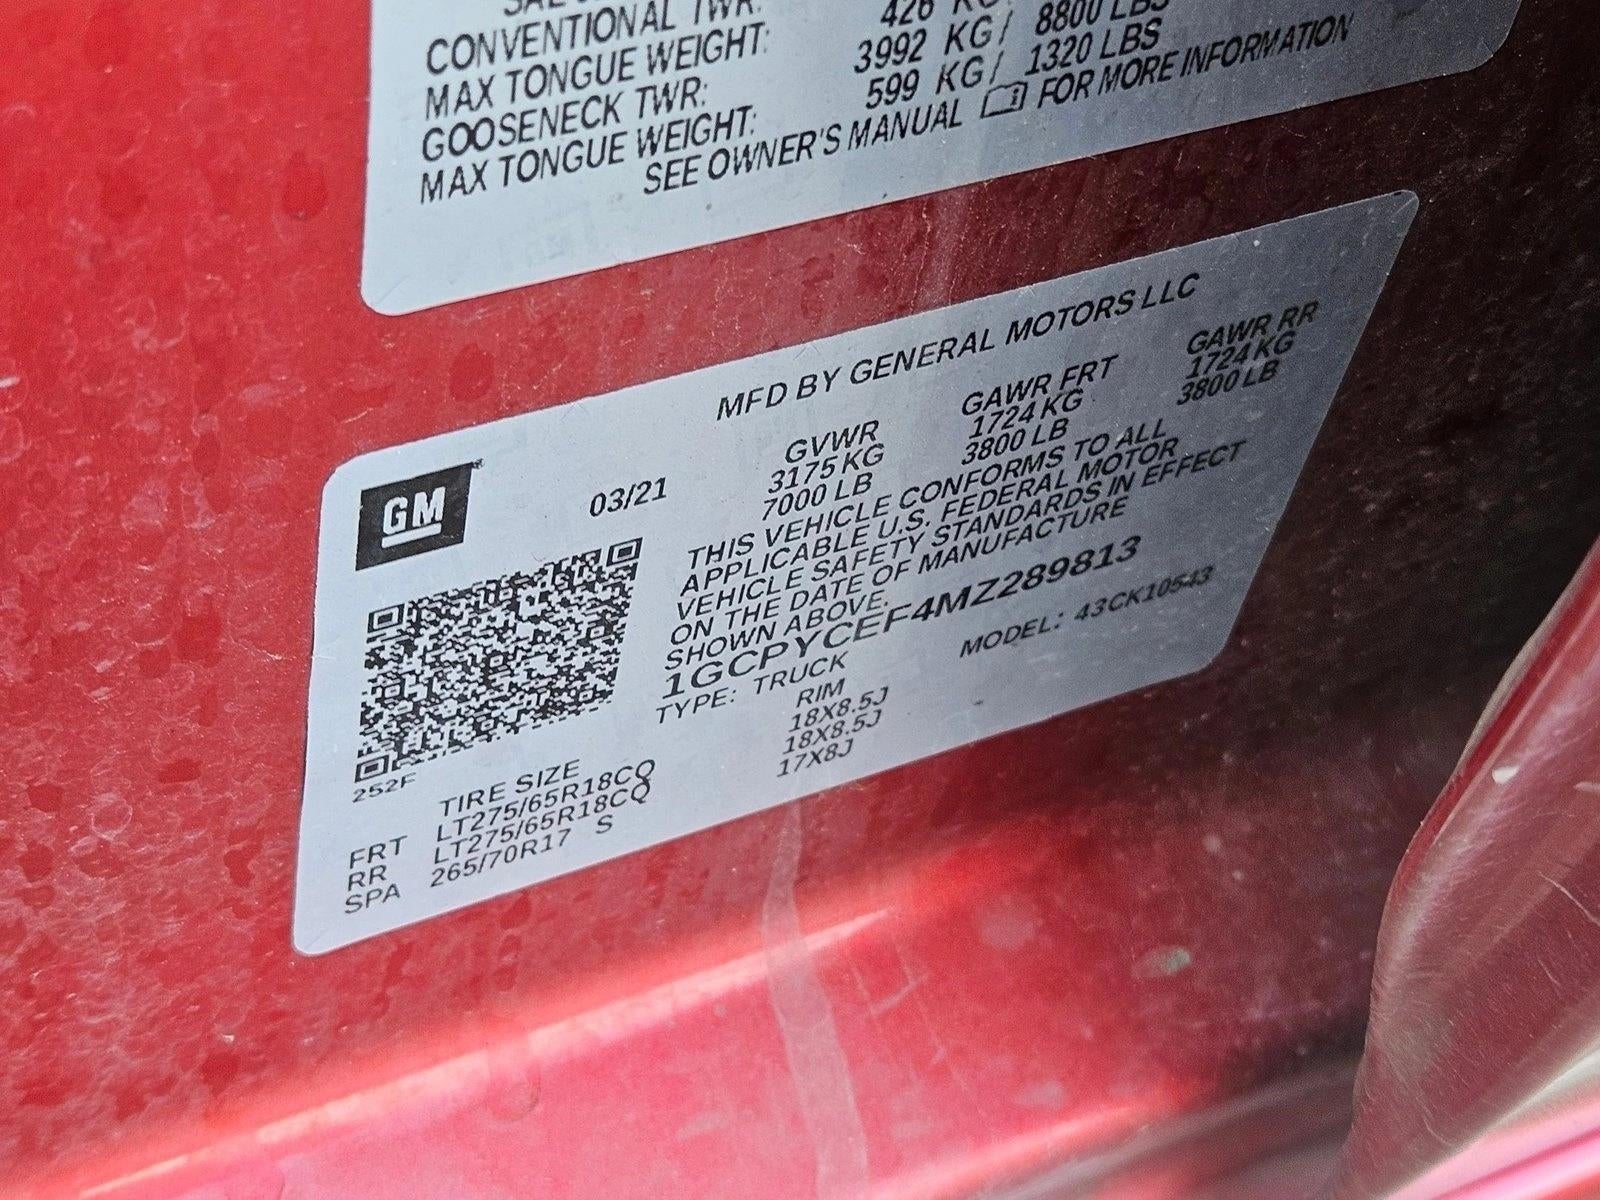 CONVENTIONAL TWR:
MAX TONGUE WEIGHT: 426
GOOSENECK TWR: 3992 KG/ 8800 LBS
MAX TONGUE WEIGHT: 599 KG/ 1320 LBS
SEE OWNER'S MANUAL FOR MORE INFORMATION
MFD BY GENERAL MOTORS LLC
GM
03/21
GVWR GAWR FRT GAWR RR
3175 KG 1724 KG 1724 KG
7000 LB 3800 LB 3800 LB
THIS VEHICLE CONFORMS TO ALL
APPLICABLE U.S. FEDERAL MOTOR
VEHICLE SAFETY STANDARDS IN EFFECT
ON THE DATE OF MANUFACTURE
SHOWN ABOVE.
1GCPYCEF4MZ289813
TYPE: TRUCK MODEL: 43CK10543
252F
TIRE SIZE RIM
FRT LT275/65R18CQ 18X8.5J
RR LT275/65R18CQ 18X8.5J
SPA 265/70R17 S 17X8J